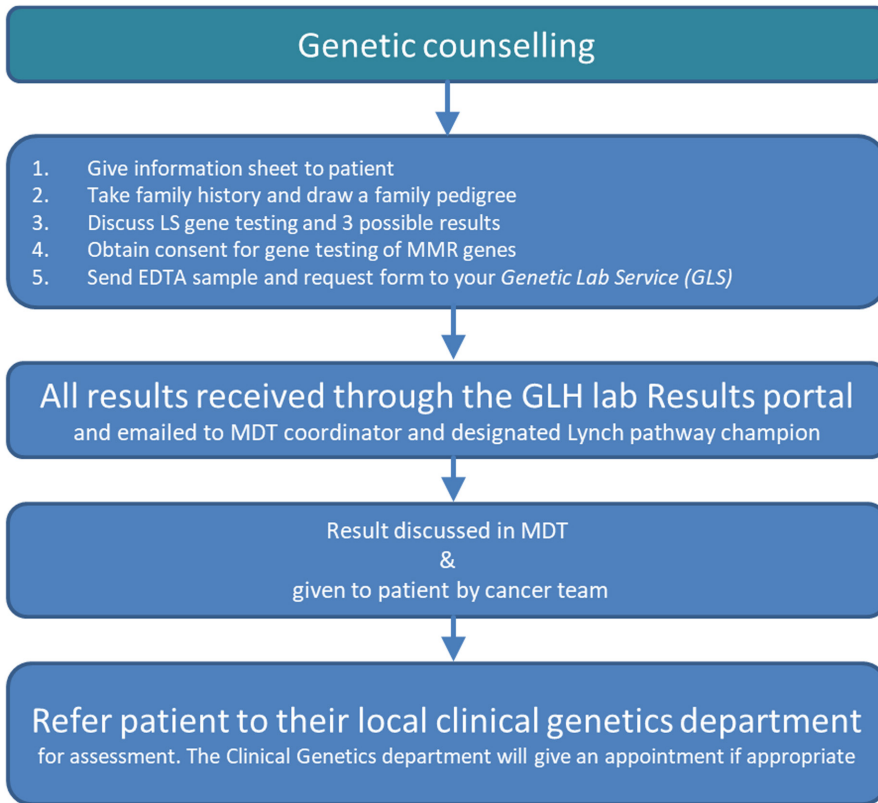 Genetic counselling
1. Give information sheet to patient
2. Take family history and draw a family pedigree
3. Discuss LS gene testing and 3 possible results
4. Obtain consent for gene testing of MMR genes
5. Send EDTA sample and request form to your Genetic Lab Service (GLS)
All results received through the GLH lab Results portal
and emailed to MDT coordinator and designated Lynch pathway champion
Result discussed in MDT
&
given to patient by cancer team
Refer patient to their local clinical genetics department
for assessment. The Clinical Genetics department will give an appointment if appropriate